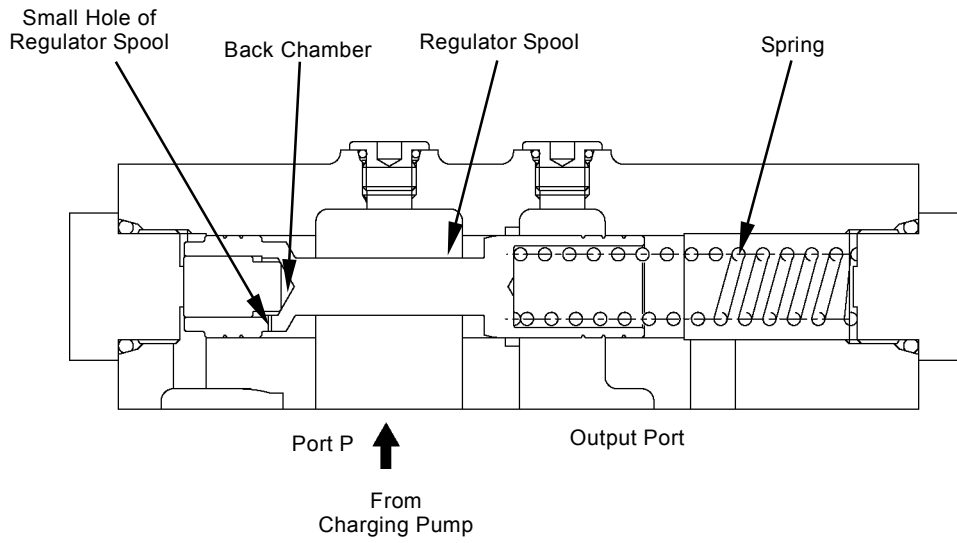 Small Hole of
Regulator Spool
Back Chamber
Regulator Spool
Spring
Port P
Output Port
From
Charging Pump